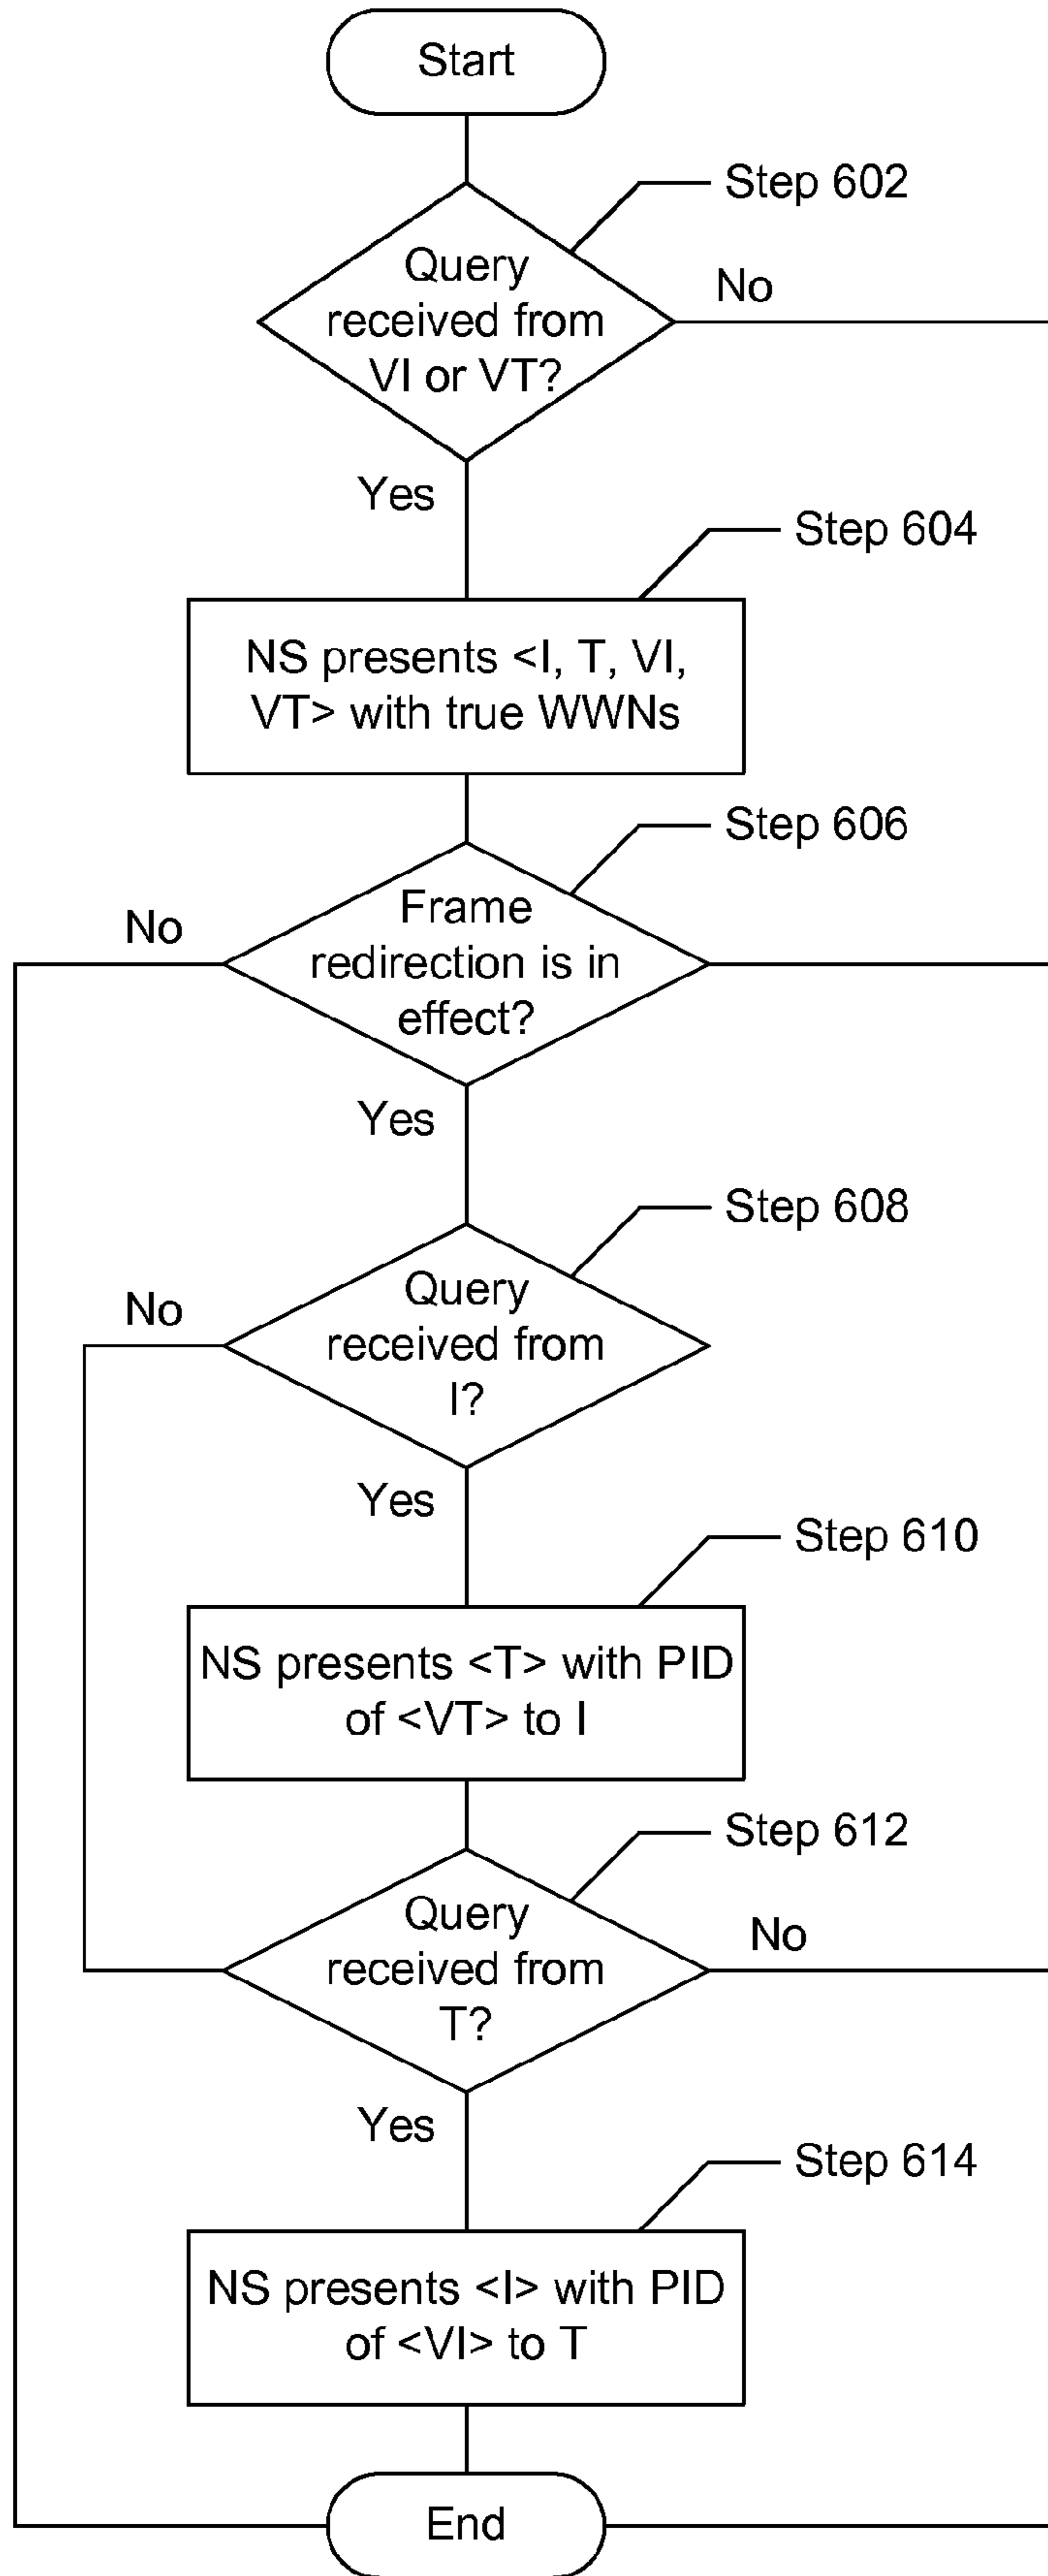 Start
Step 602
Query
received from
VI or VT?
No
Yes
Step 604
NS presents <I, T, VI,
VT> with true WWNs
Step 606
Frame
redirection is in
effect?
No
Yes
Step 608
Query
received from
I?
No
Yes
Step 610
NS presents <T> with PID
of <VT> to I
Step 612
Query
received from
T?
No
Yes
Step 614
NS presents <I> with PID
of <VI> to T
End